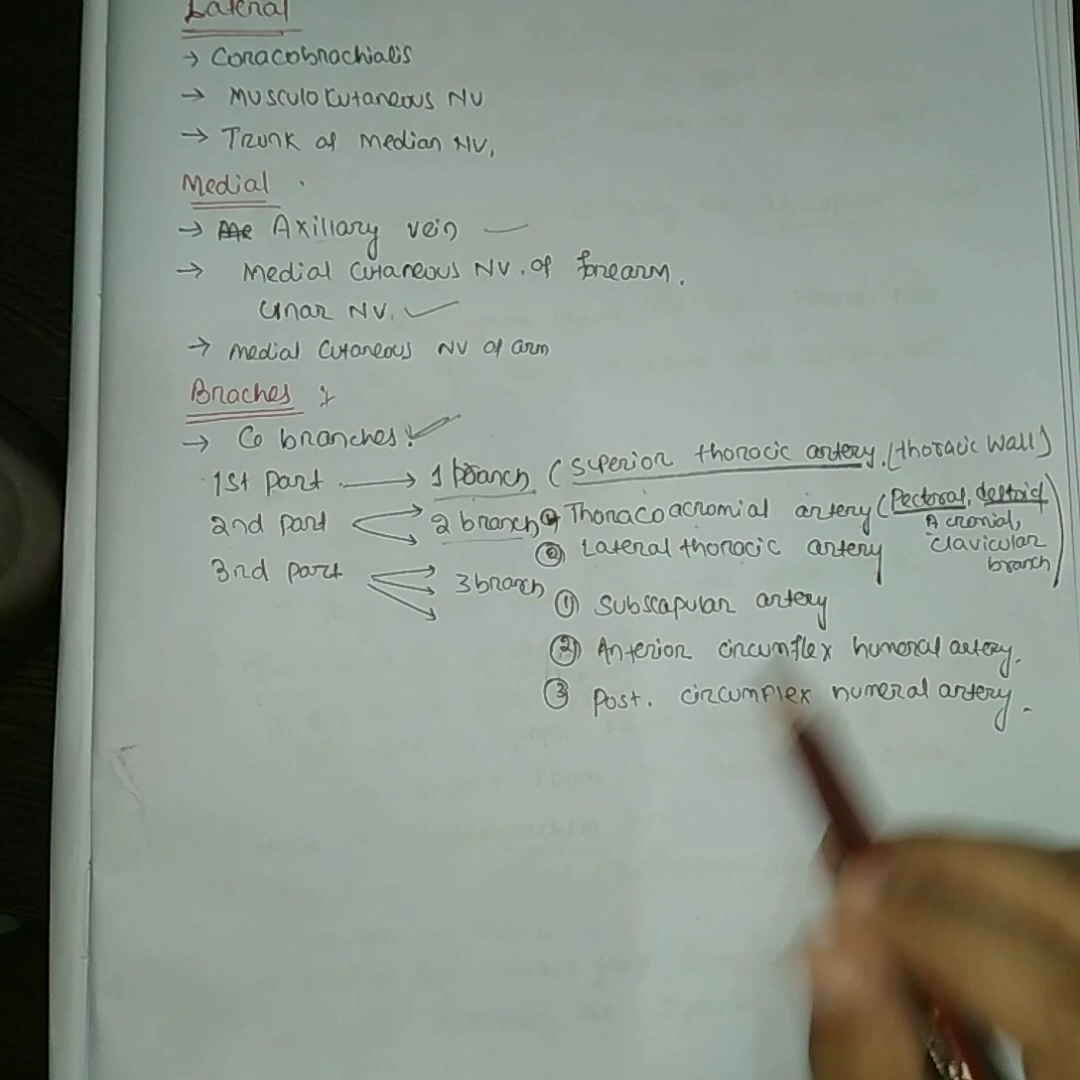 Lateral
→ Coracobrachialis
→ Musculocutaneous NV
→ Trunk of median NV.
Medial
→ Axillary vein
→ Medial Cutaneous NV. of forearm.
Ulnar NV.
→ medial Cutaneous NV of arm
Braches :
→ 6 branches.
1st part → 1 branch (Superior thoracic artery. (thoracic wall)
2nd part 2 branch ① Thoracoacromial artery (Pectoral, deltoid
Acromial,
② Lateral thoracic artery Clavicular
branch)
3rd part 3 branch
① Subscapular artery
② Anterior circumflex humeral artery.
③ Post. circumplex numeral artery.